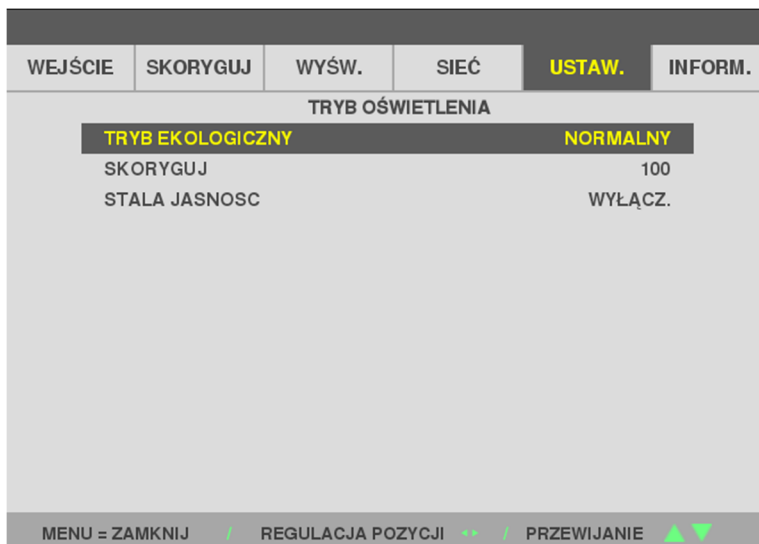 WEJŚCIE SKORYGUJ WYŚW. SIEĆ USTAW. INFORM.
TRYB OŚWIETLENIA
TRYB EKOLOGICZNY NORMALNY
SKORYGUJ 100
STALA JASNOSC WYŁĄCZ.
MENU = ZAMKNIJ / REGULACJA POZYCJI / PRZEWIJANIE